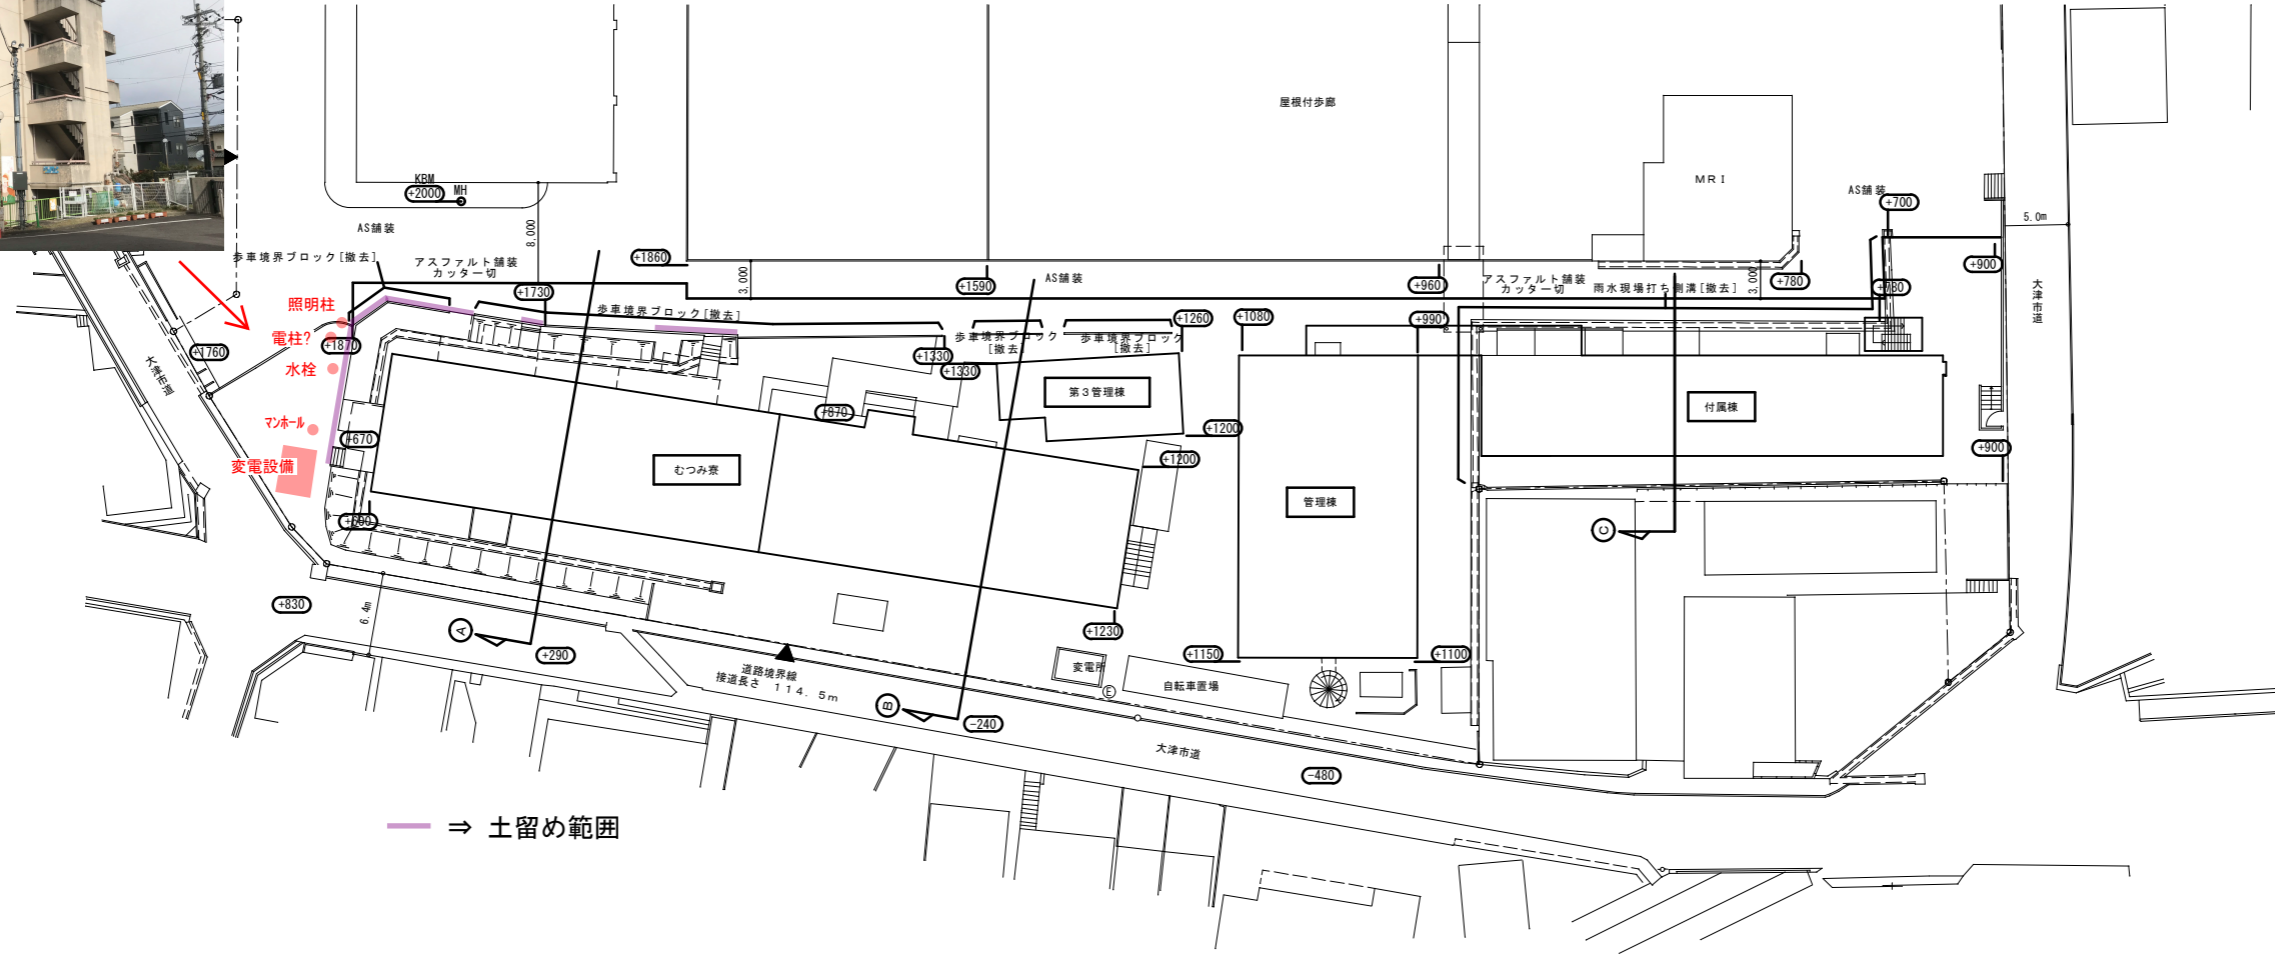 屋根付歩廊
MRI
KBM
+2000
MH
AS舗装
8,000
AS舗装
+700
5.0m
歩車境界ブロック[撤去]
アスファルト舗装
カッター切
+1860
3,000
+1590
AS舗装
+960
アスファルト舗装
カッター切
雨水現場打ち側溝[撤去]
3,000
+780
+780
+900
大津市道
照明柱
+1730
歩車境界ブロック[撤去]
+1260
+1080
+990
電柱?
+1870
+1760
大津市道
水栓
+1330
+1330
歩車境界ブロック
[撤去]
歩車境界ブロック
[撤去]
第3管理棟
付属棟
マンホール
+870
+670
+1200
+1200
+900
変電設備
むつみ寮
管理棟
+600
C
+830
6.4m
A
+290
+1230
+1150
+1100
道路境界線
接道長さ 114.5m
変電所
E
自転車置場
B
-240
大津市道
-480
⇒ 土留め範囲